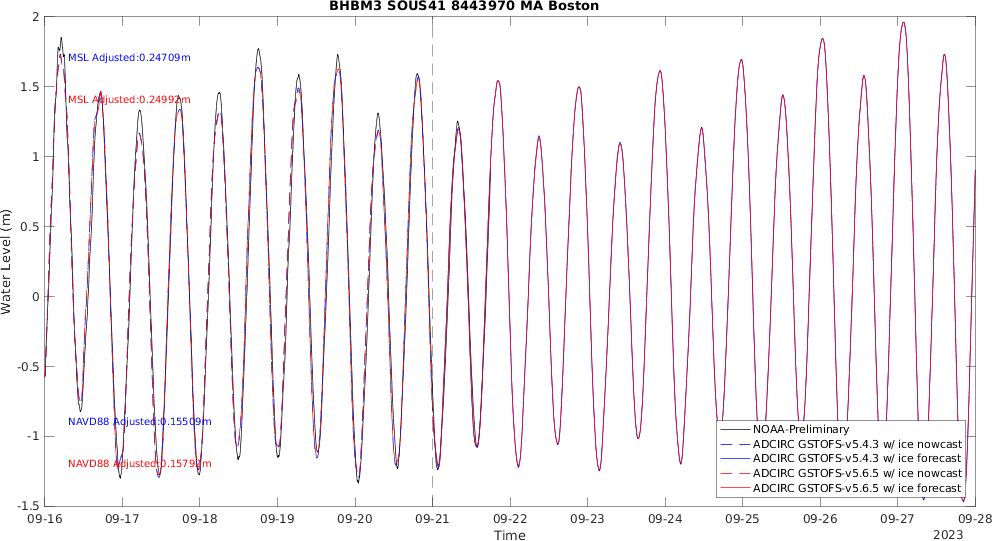 BHBM3 SOUS41 8443970 MA Boston
2
1.5
1
0.5
0
-0.5
-1
-1.5
Water Level (m)
MSL Adjusted:0.24709m
MSL Adjusted:0.24992m
NAVD88 Adjusted:0.15509m
NAVD88 Adjusted:0.15792m
NOAA-Preliminary
ADCIRC GSTOFS-v5.4.3 w/ ice nowcast
ADCIRC GSTOFS-v5.4.3 w/ ice forecast
ADCIRC GSTOFS-v5.6.5 w/ ice nowcast
ADCIRC GSTOFS-v5.6.5 w/ ice forecast
09-16 09-17 09-18 09-19 09-20 09-21 09-22 09-23 09-24 09-25 09-26 09-27 09-28
Time
2023